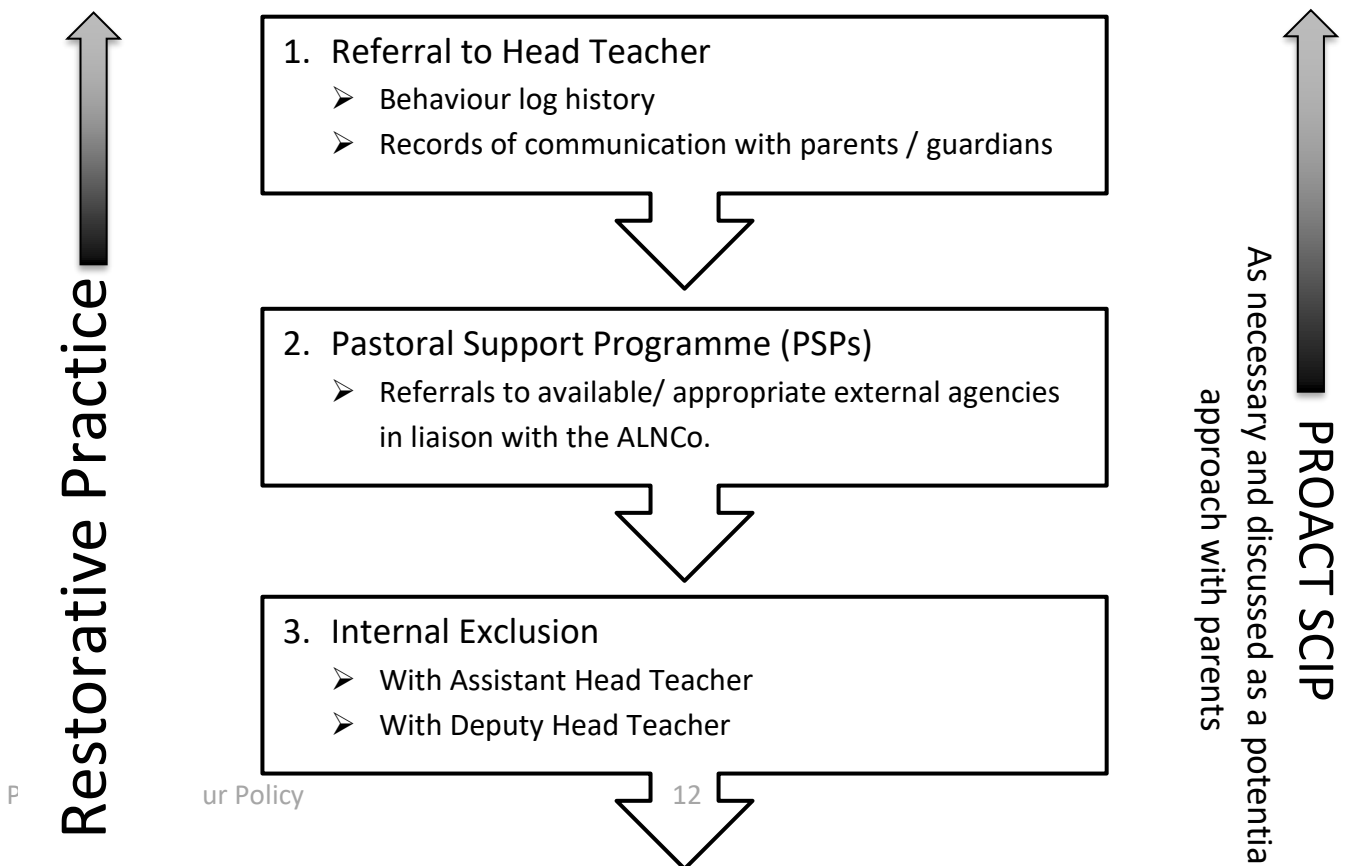 1. Referral to Head Teacher
➢ Behaviour log history
➢ Records of communication with parents / guardians
2. Pastoral Support Programme (PSPs)
➢ Referrals to available/ appropriate external agencies
in liaison with the ALNCo.
3. Internal Exclusion
➢ With Assistant Head Teacher
➢ With Deputy Head Teacher
Restorative Practice
PROACT SCIP
As necessary and discussed as a potentia
approach with parents
P
ur Policy
12